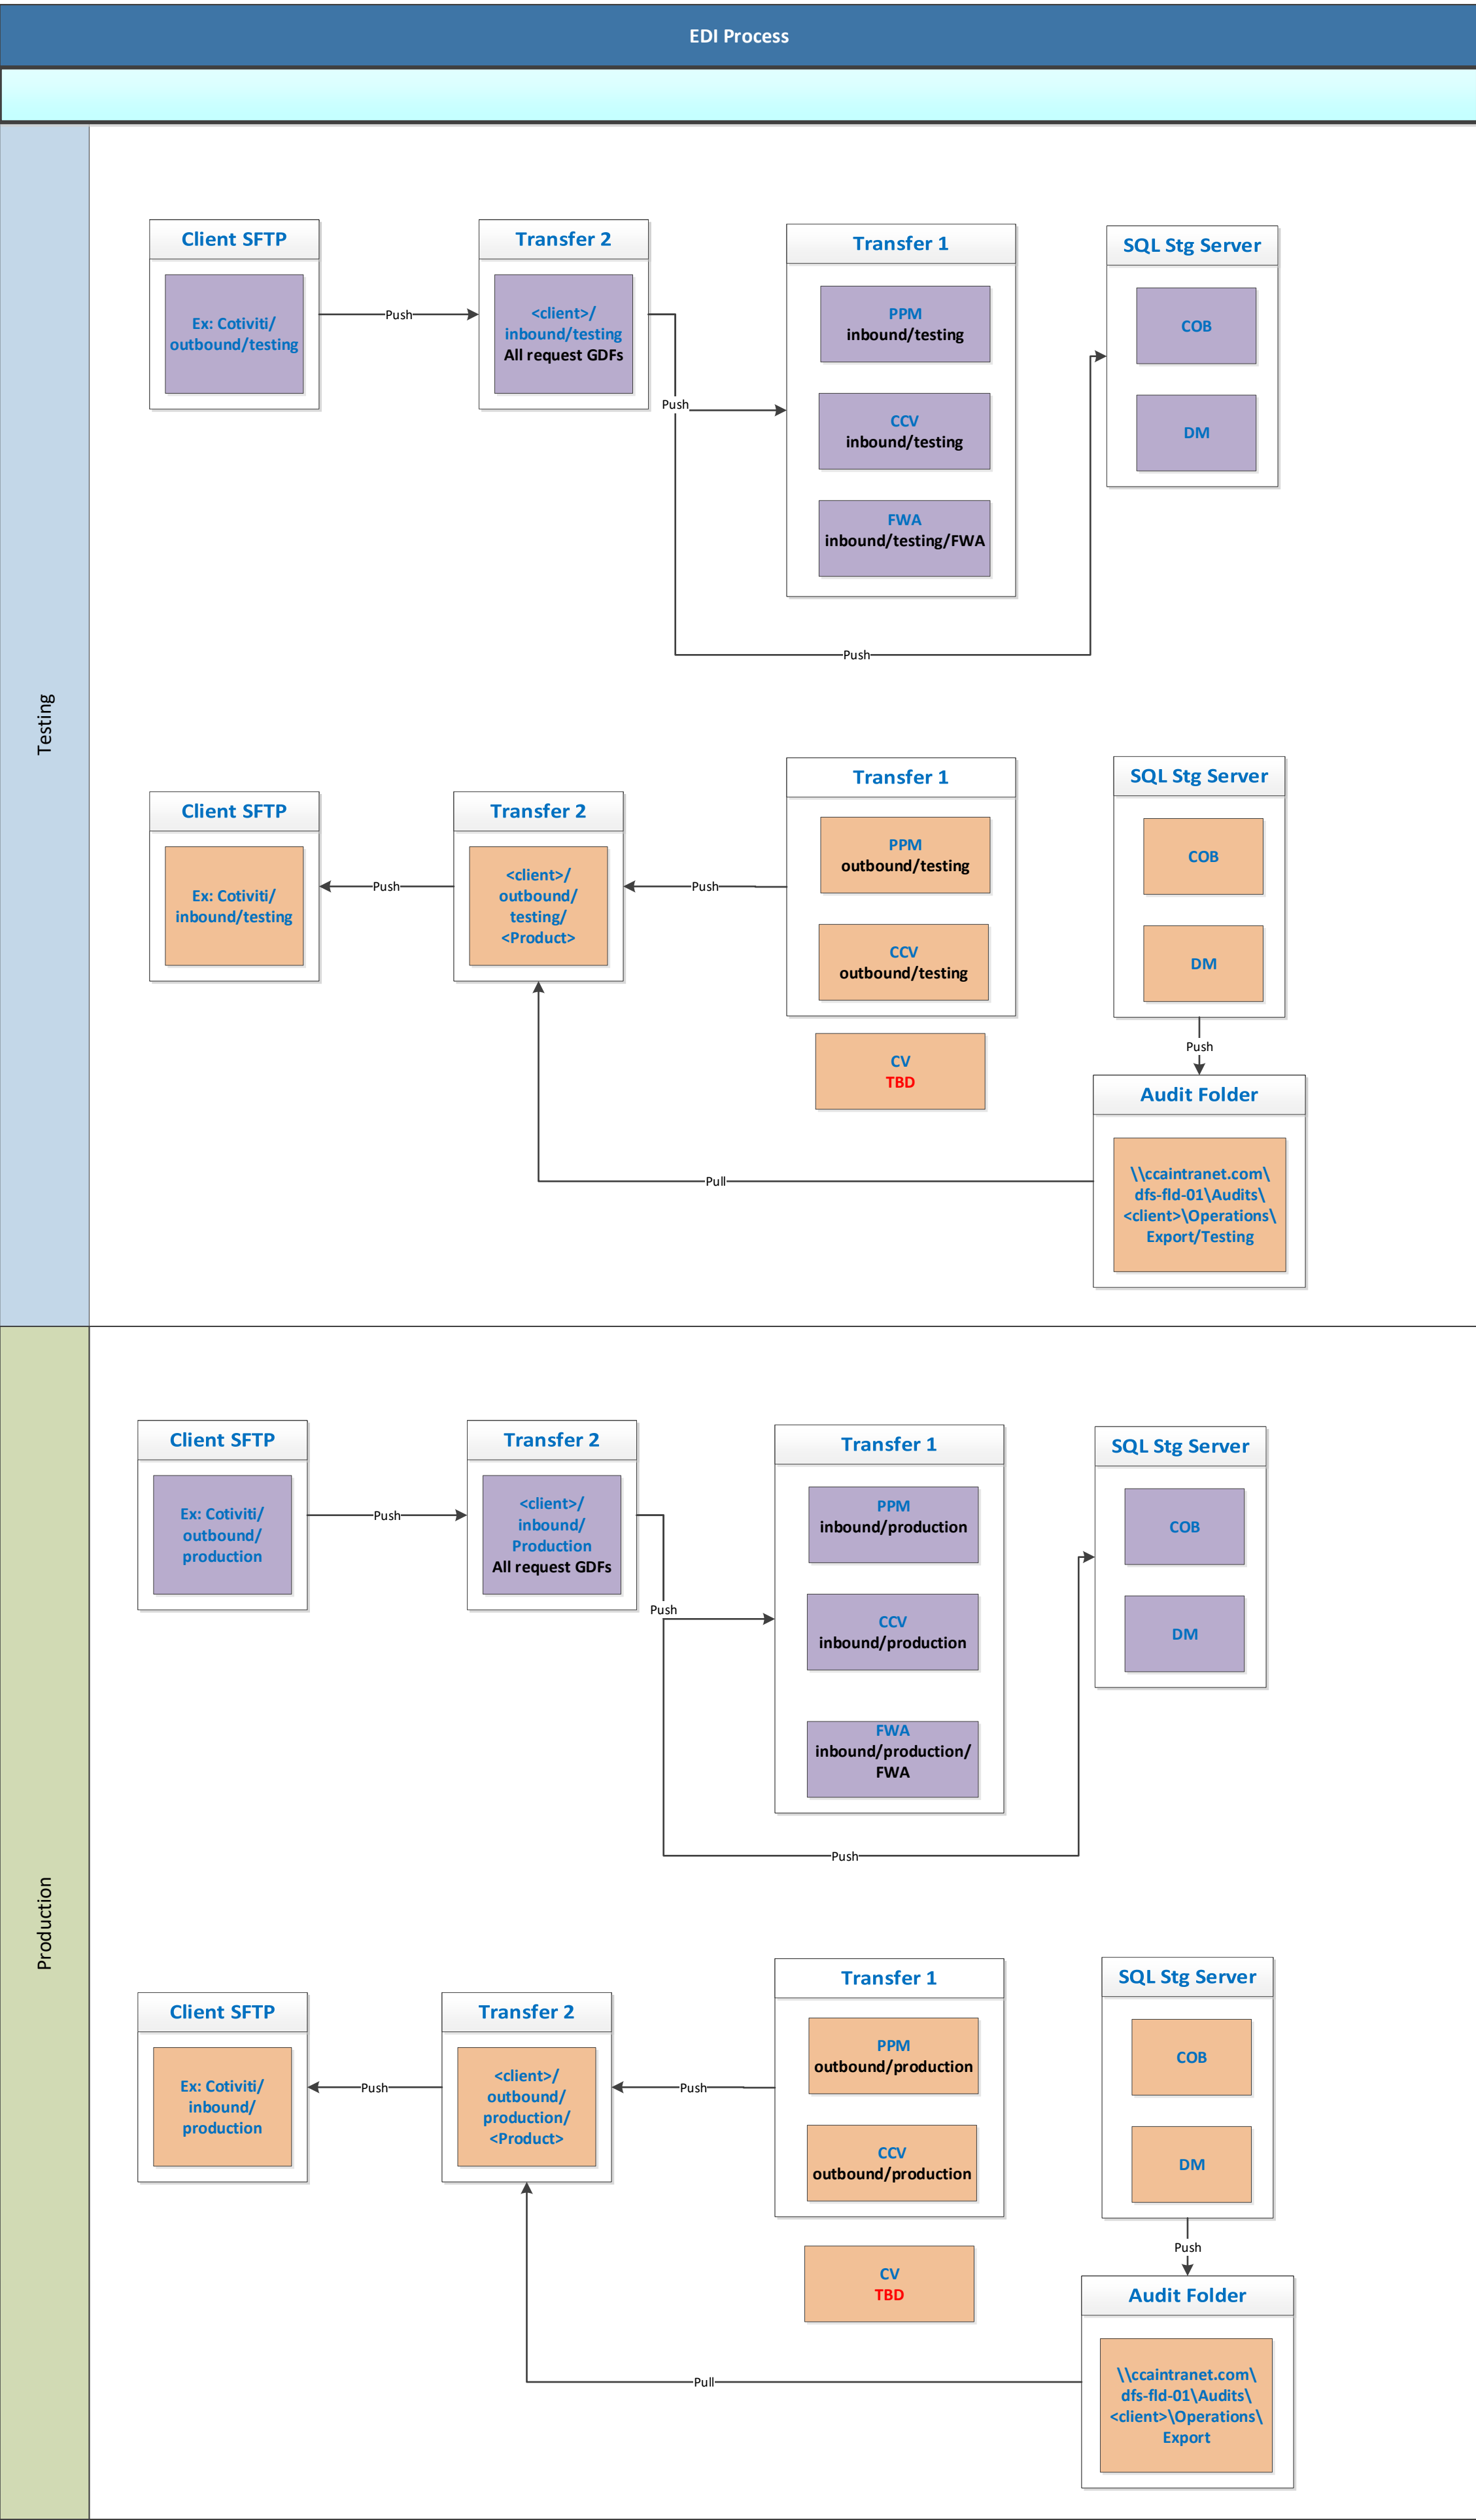 EDI Process
Testing
Client SFTP
Ex: Cotiviti/
outbound/testing
Push
Transfer 2
<client>/
inbound/testing
All request GDFs
Push
Transfer 1
PPM
inbound/testing
CCV
inbound/testing
FWA
inbound/testing/FWA
SQL Stg Server
COB
DM
Push
Client SFTP
Ex: Cotiviti/
inbound/testing
Push
Transfer 2
<client>/
outbound/
testing/
<Product>
Push
Transfer 1
PPM
outbound/testing
CCV
outbound/testing
CV
TBD
SQL Stg Server
COB
DM
Push
Audit Folder
\\ccaintranet.com\
dfs-fld-01\Audits\
<client>\Operations\
Export/Testing
Pull
Production
Client SFTP
Ex: Cotiviti/
outbound/
production
Push
Transfer 2
<client>/
inbound/
Production
All request GDFs
Push
Transfer 1
PPM
inbound/production
CCV
inbound/production
FWA
inbound/production/
FWA
SQL Stg Server
COB
DM
Push
Client SFTP
Ex: Cotiviti/
inbound/
production
Push
Transfer 2
<client>/
outbound/
production/
<Product>
Push
Transfer 1
PPM
outbound/production
CCV
outbound/production
CV
TBD
SQL Stg Server
COB
DM
Push
Audit Folder
\\ccaintranet.com\
dfs-fld-01\Audits\
<client>\Operations\
Export
Pull